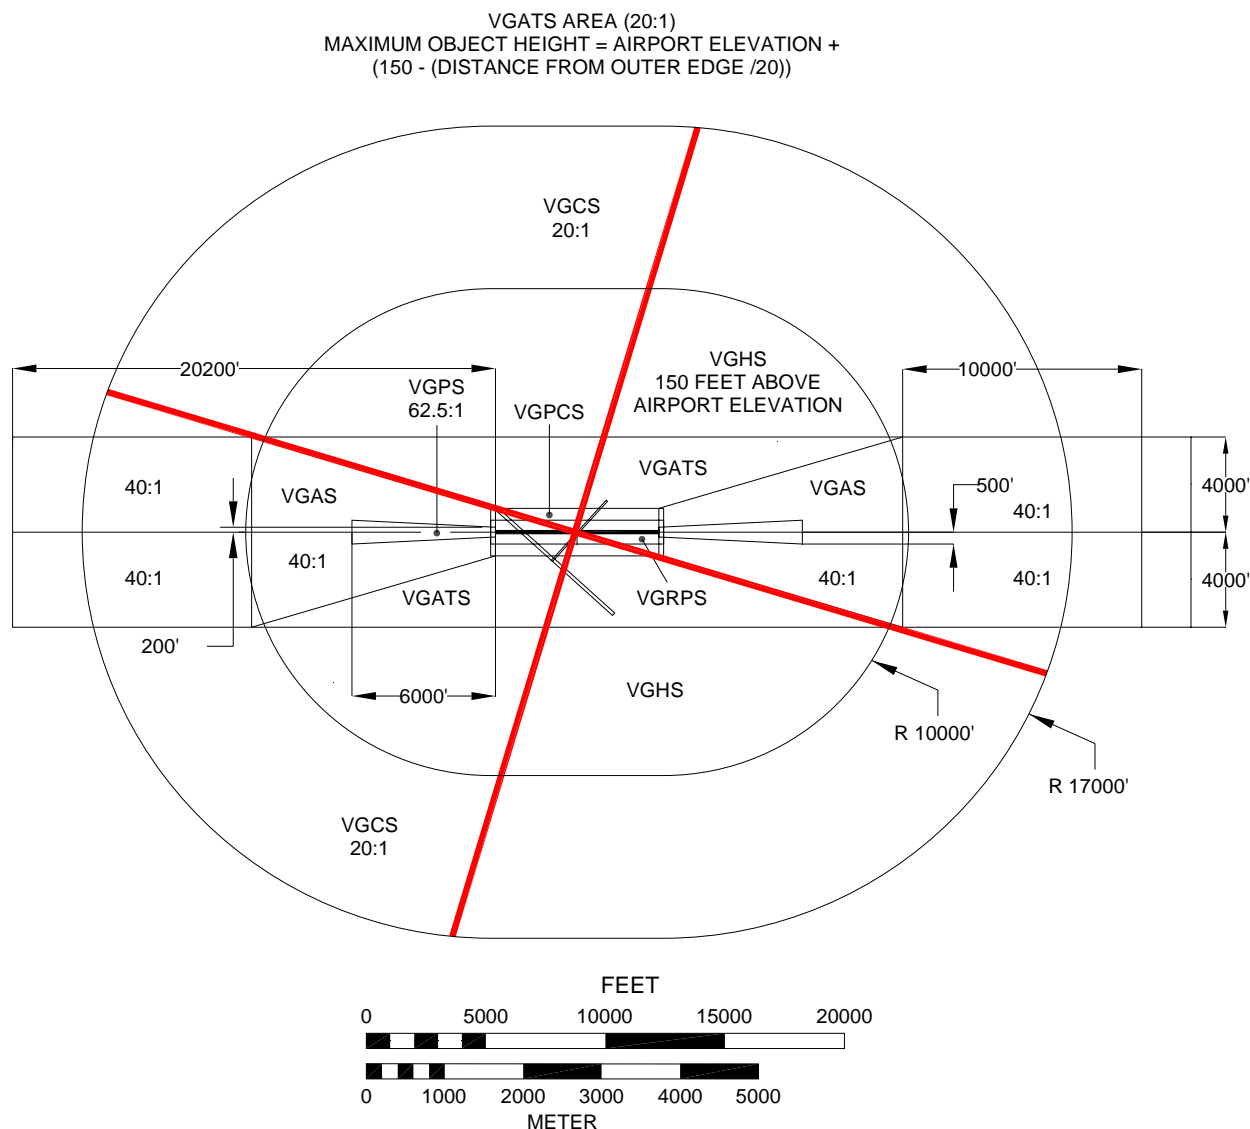 VGATS AREA (20:1)
MAXIMUM OBJECT HEIGHT = AIRPORT ELEVATION +
(150 - (DISTANCE FROM OUTER EDGE /20))
VGCS
20:1
20200'
VGPS
62.5:1
VGPCS
VGHS
150 FEET ABOVE
AIRPORT ELEVATION
10000'
40:1
VGAS
VGATS
VGAS
500'
40:1
4000'
40:1
40:1
VGATS
VGRPS
40:1
40:1
4000'
200'
6000'
VGHS
R 10000'
R 17000'
VGCS
20:1
FEET
0 5000 10000 15000 20000
0 1000 2000 3000 4000 5000
METER